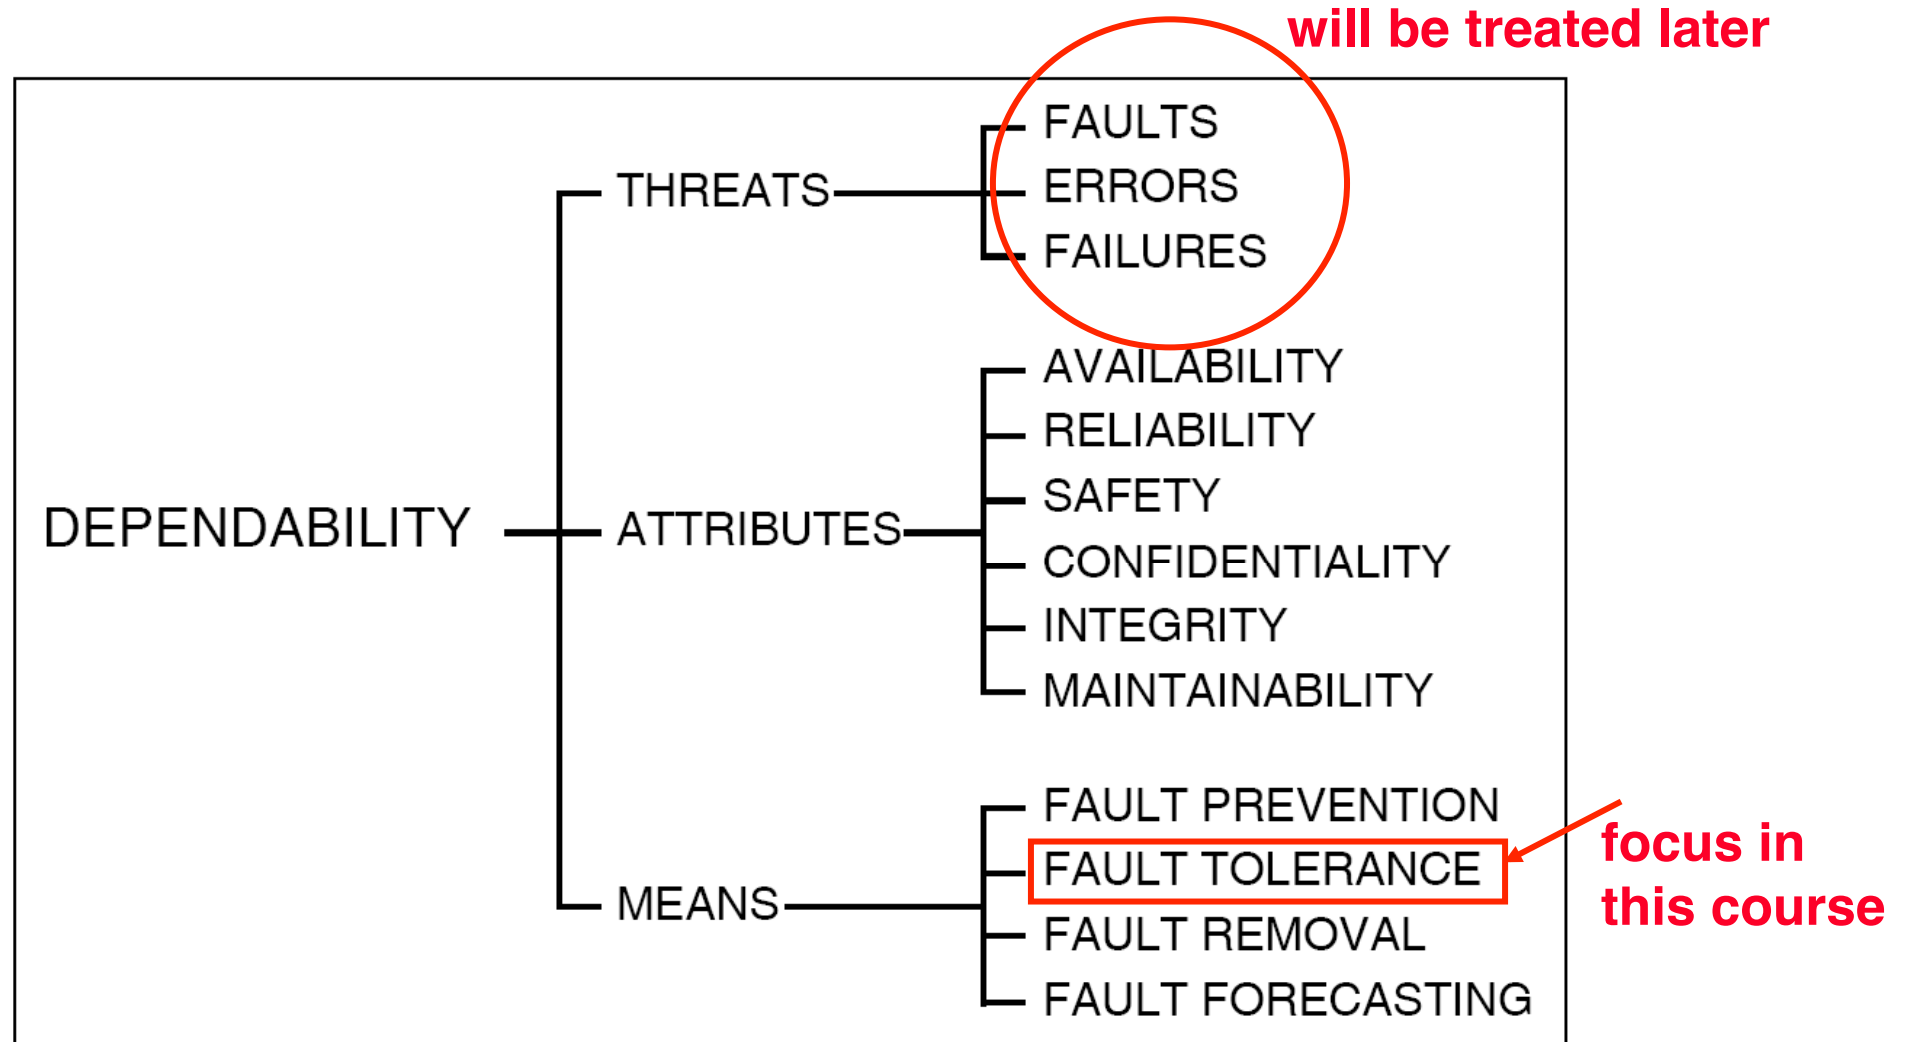 will be treated later
FAULTS
THREATS
ERRORS
FAILURES
AVAILABILITY
RELIABILITY
SAFETY
DEPENDABILITY
ATTRIBUTES
CONFIDENTIALITY
INTEGRITY
MAINTAINABILITY
FAULT PREVENTION
FAULT TOLERANCE
focus in
this course
MEANS
FAULT REMOVAL
FAULT FORECASTING